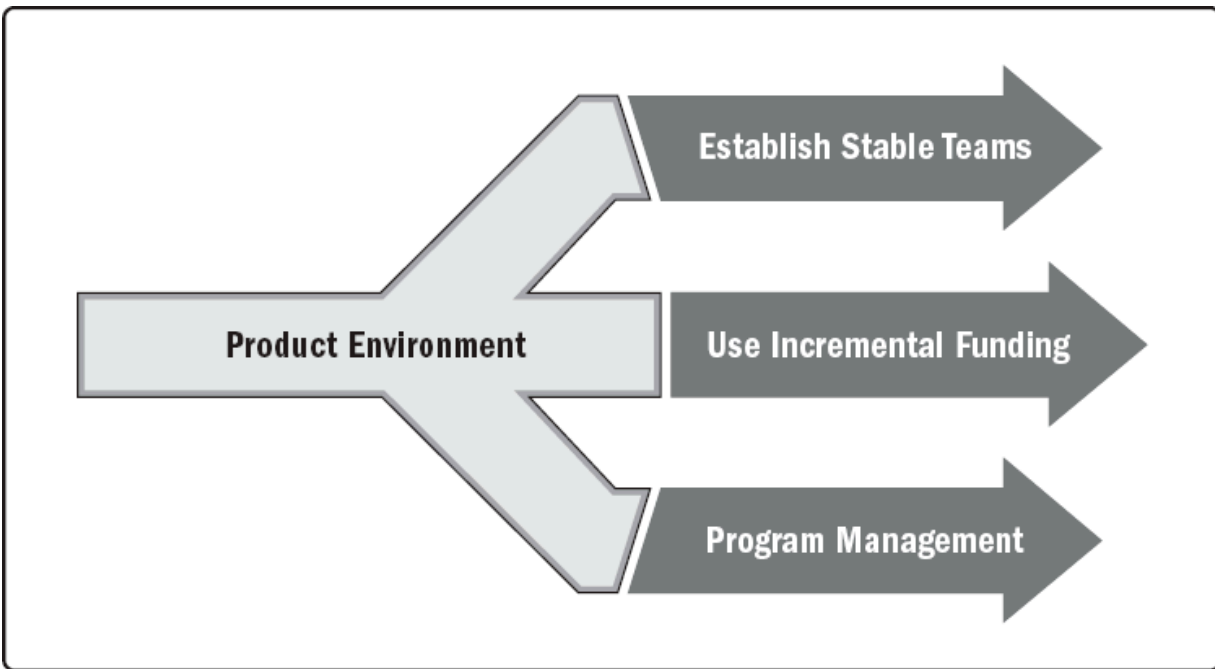 Establish Stable Teams
Product Environment
Use Incremental Funding
Program Management